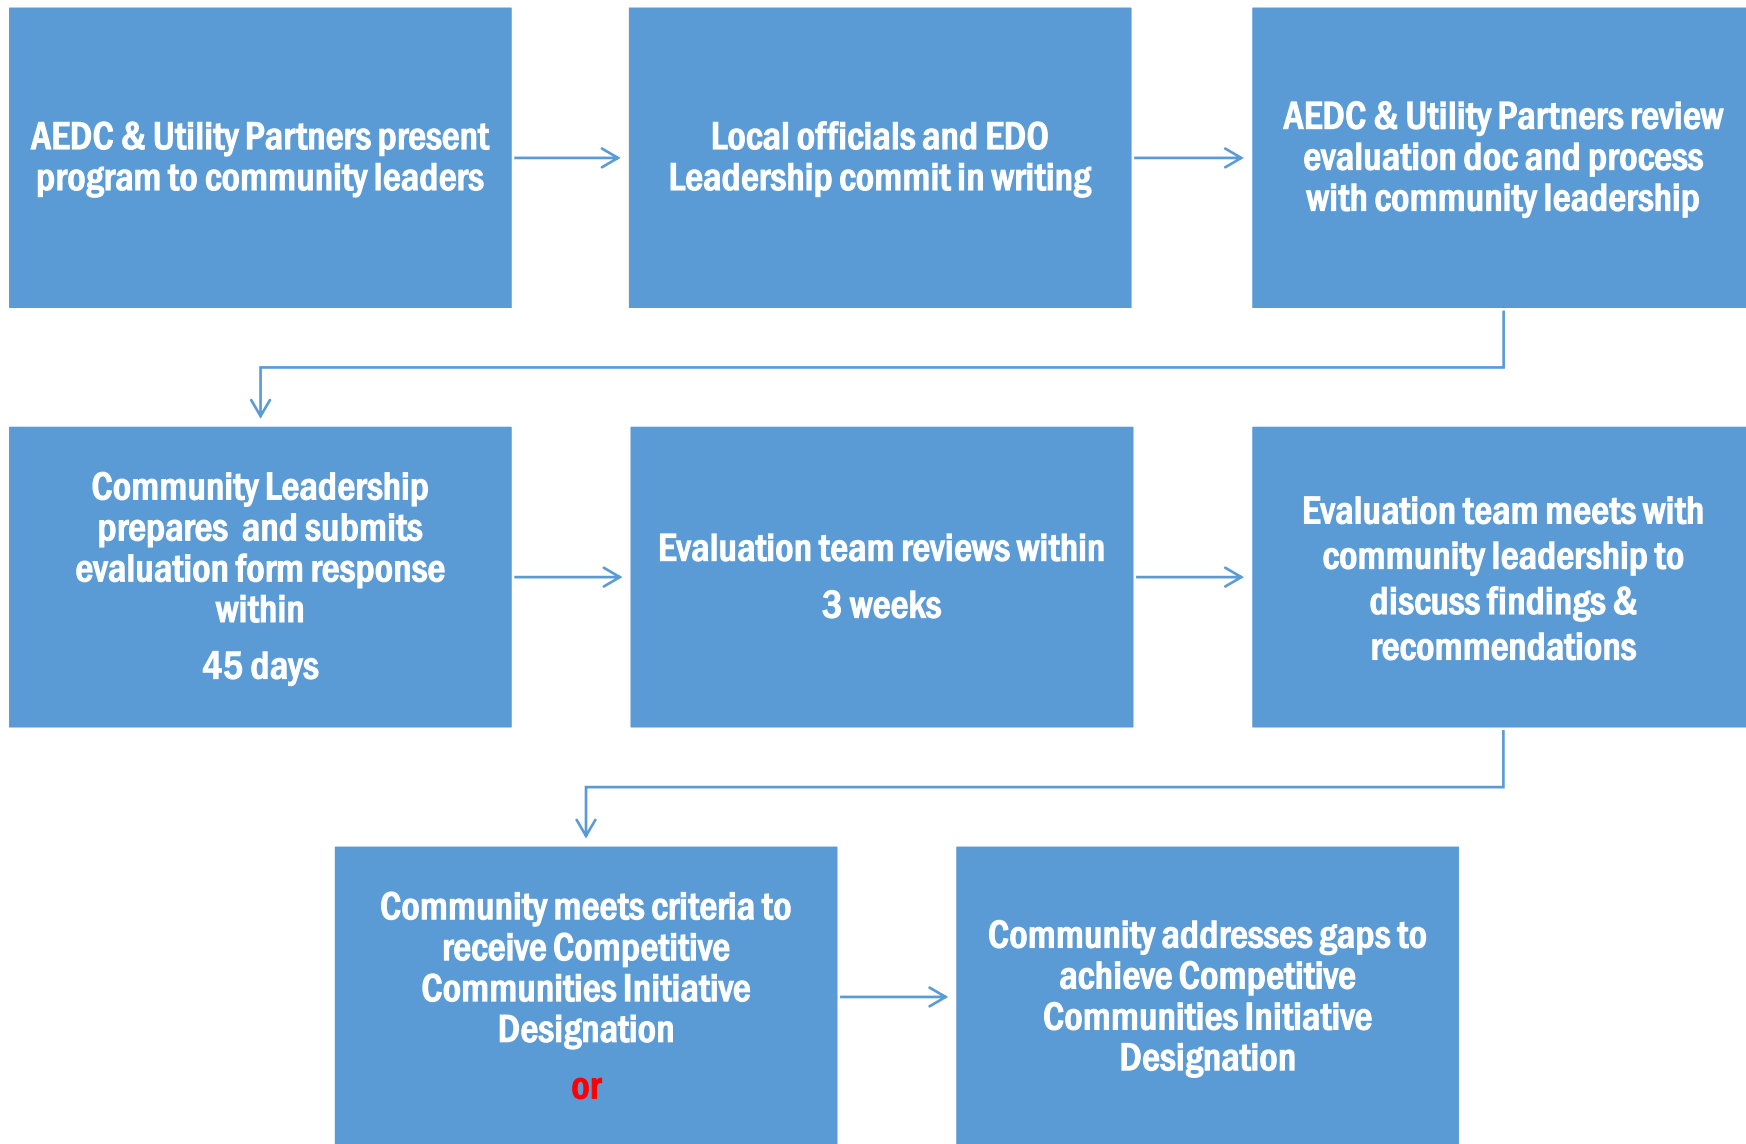 AEDC & Utility Partners present
program to community leaders
Local officials and EDO
Leadership commit in writing
AEDC & Utility Partners review
evaluation doc and process
with community leadership
Community Leadership
prepares  and submits
evaluation form response
within
45 days
Evaluation team reviews within
3 weeks
Evaluation team meets with
community leadership to
discuss findings &
recommendations
Community meets criteria to
receive Competitive
Communities Initiative
Designation
or
Community addresses gaps to
achieve Competitive
Communities Initiative
Designation